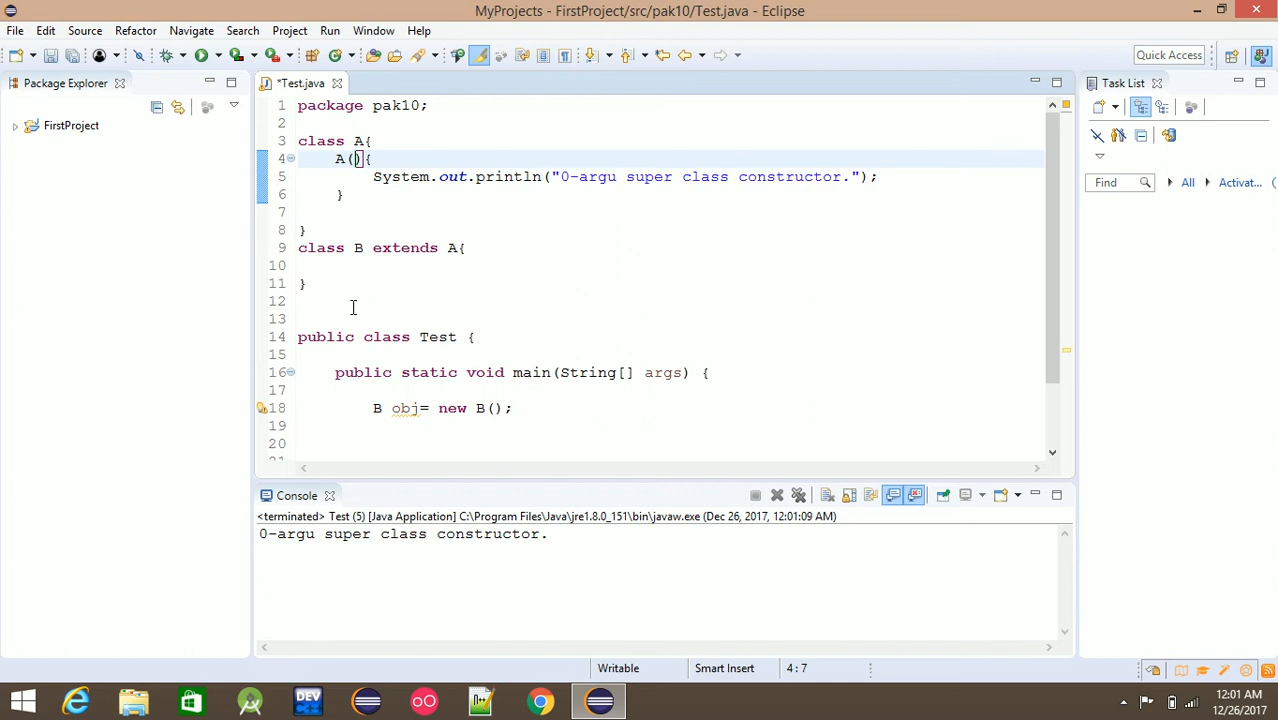 MyProjects - FirstProject/src/pak10/Test.java - Eclipse
File Edit Source Refactor Navigate Search Project Run Window Help
Quick Access
Package Explorer
*Test.java
Task List
FirstProject
1 package pak10;
2
3 class A{
4 A(){
5 System.out.println("0-argu super class constructor.");
6 }
7
8 }
9 class B extends A{
10
11 }
12
13
14 public class Test {
15
16 public static void main(String[] args) {
17
18 B obj= new B();
19
20
21
Find All Activat...
Console
<terminated> Test (5) [Java Application] C:\Program Files\Java\jre1.8.0_151\bin\javaw.exe (Dec 26, 2017, 12:01:09 AM)
0-argu super class constructor.
Writable Smart Insert 4 : 7
DEV C++
12:01 AM
12/26/2017